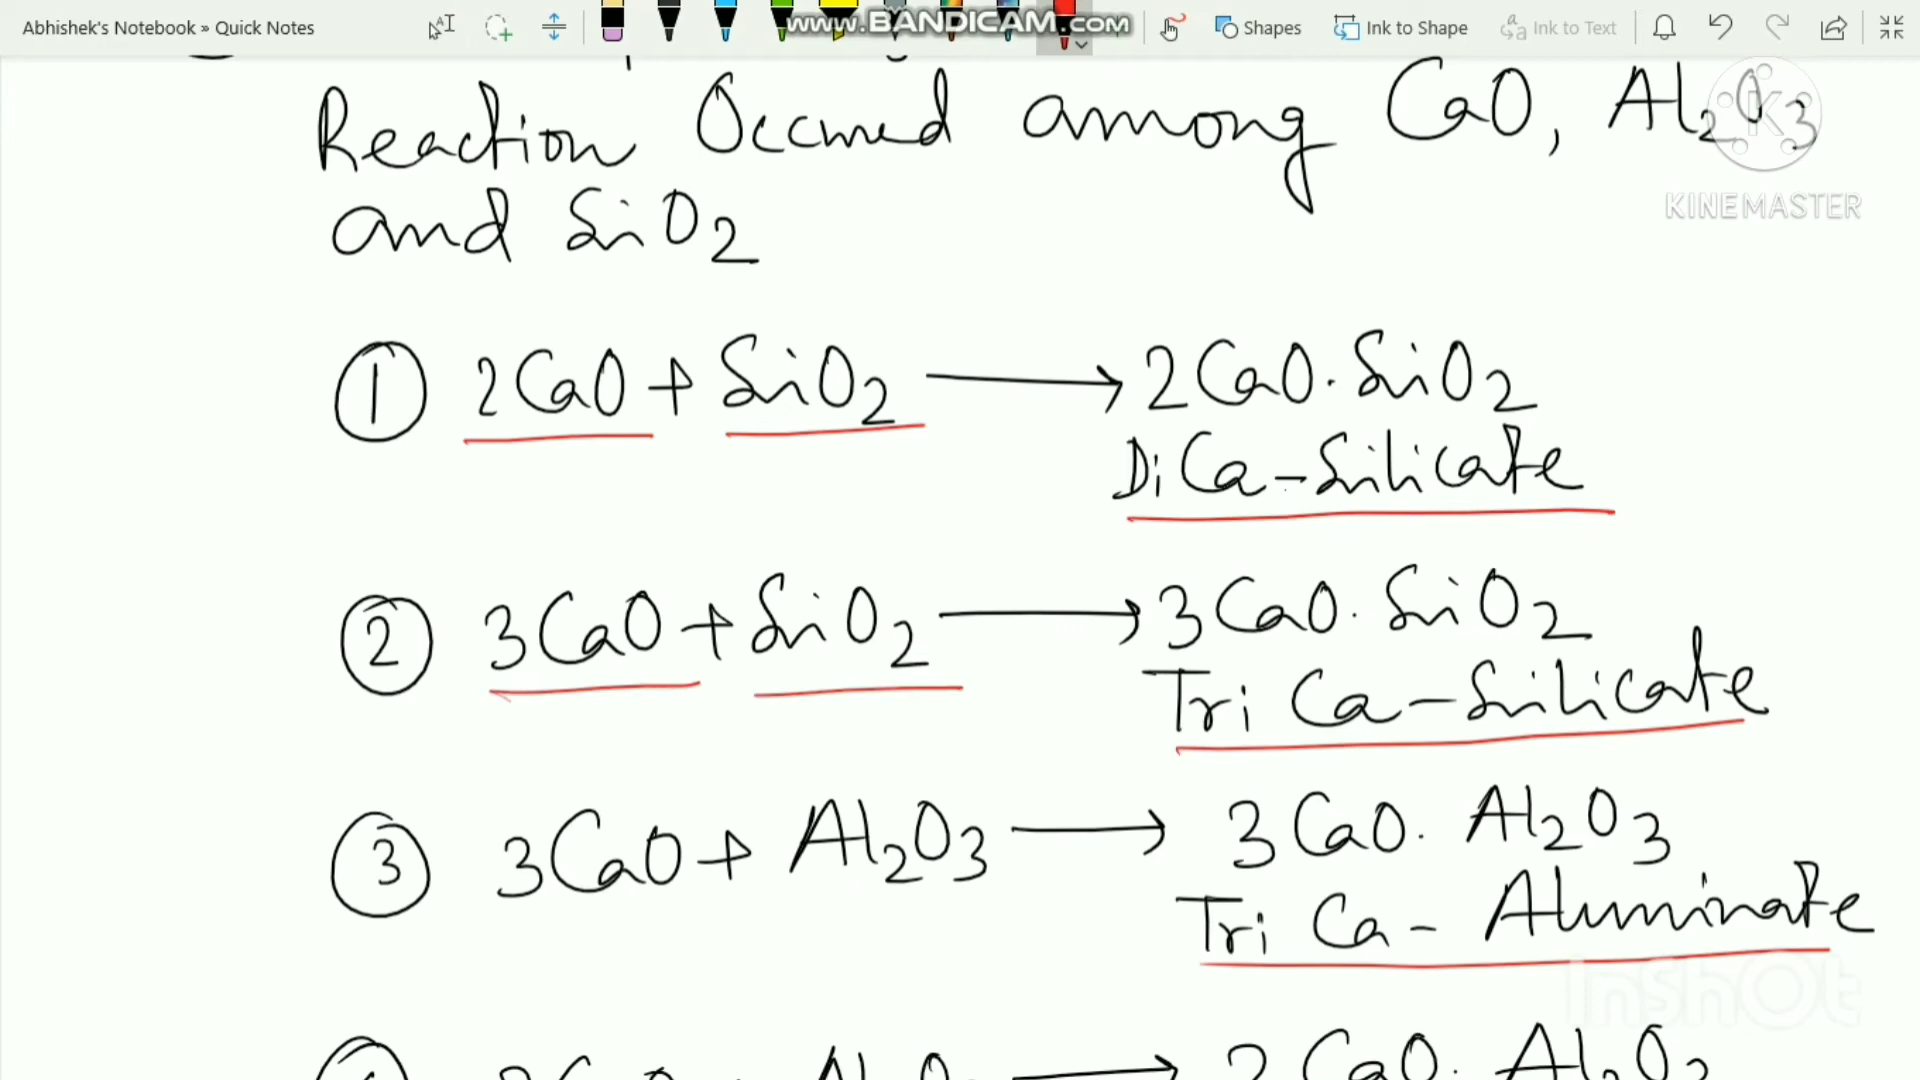 Abhishek's Notebook » Quick Notes
www.BANDICAM.com
Shapes
Ink to Shape
Ink to Text
Reaction Occured among CaO, Al2O3
and SiO2
KINEMASTER
① 2CaO + SiO2 → 2CaO.SiO2
Di Ca-Silicate
② 3CaO + SiO2 → 3CaO.SiO2
Tri Ca-Silicate
③ 3CaO + Al2O3 → 3CaO.Al2O3
Tri Ca-Aluminate
InShOt